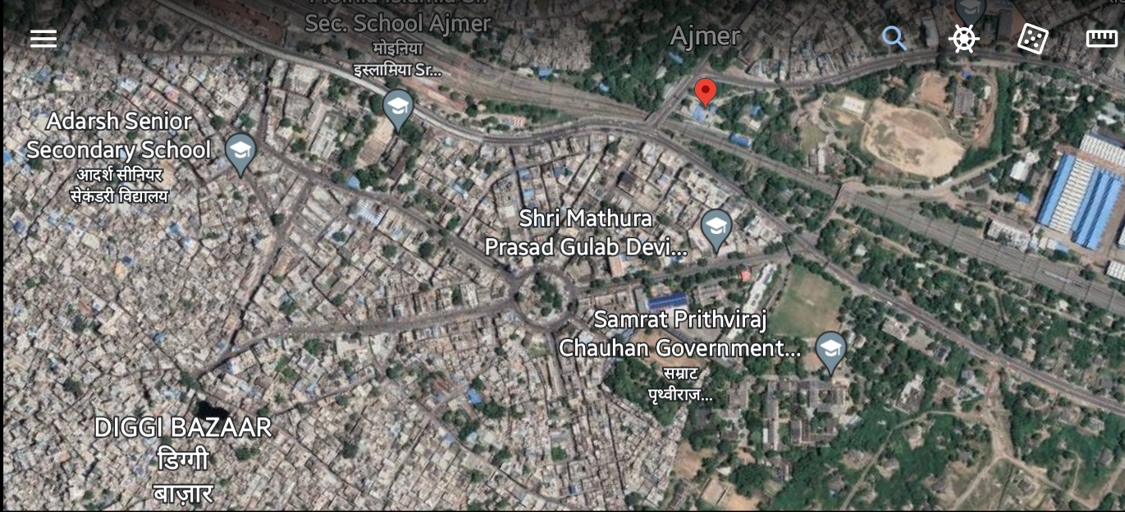 Sec. School Ajmer
मोइनिया
इस्लामिया Sr...
Ajmer
Adarsh Senior
Secondary School
आदर्श सीनियर
सेकंडरी विद्यालय
Shri Mathura
Prasad Gulab Devi...
Samrat Prithviraj
Chauhan Government...
सम्राट
पृथ्वीराज...
DIGGI BAZAAR
डिग्गी
बाज़ार